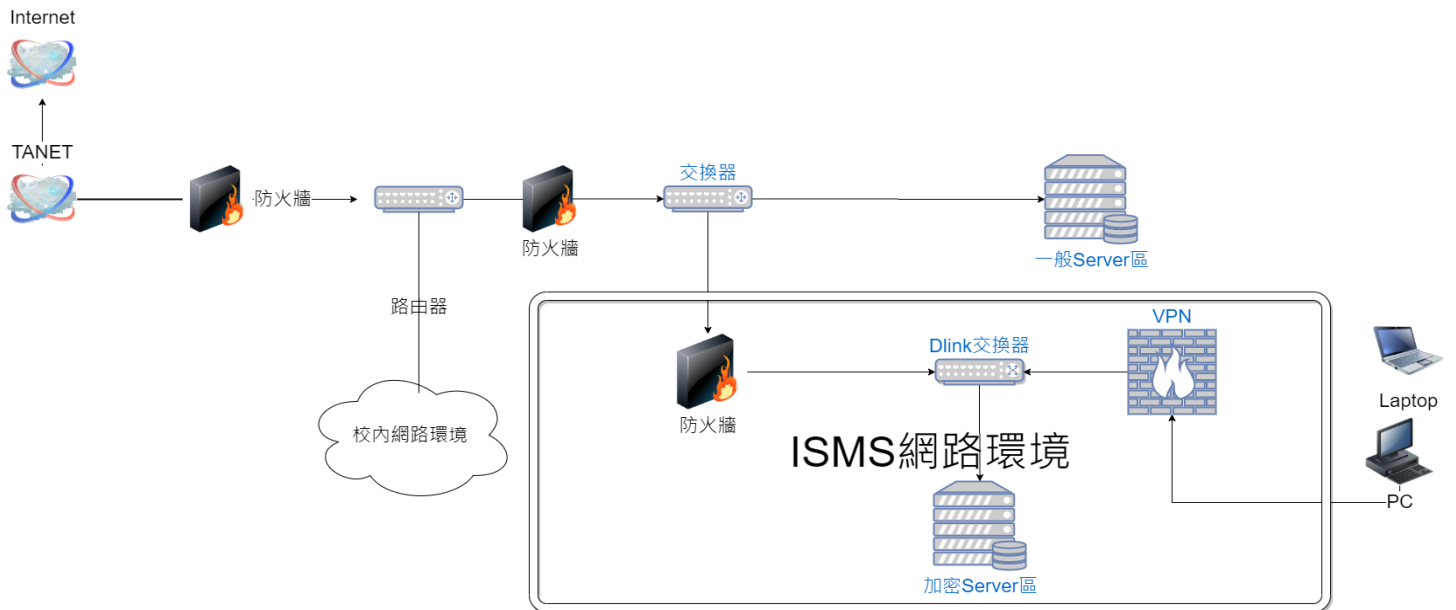 Internet
TANET
防火牆
路由器
校內網路環境
防火牆
交換器
一般Server區
防火牆
Dlink交換器
VPN
ISMS網路環境
加密Server區
Laptop
PC